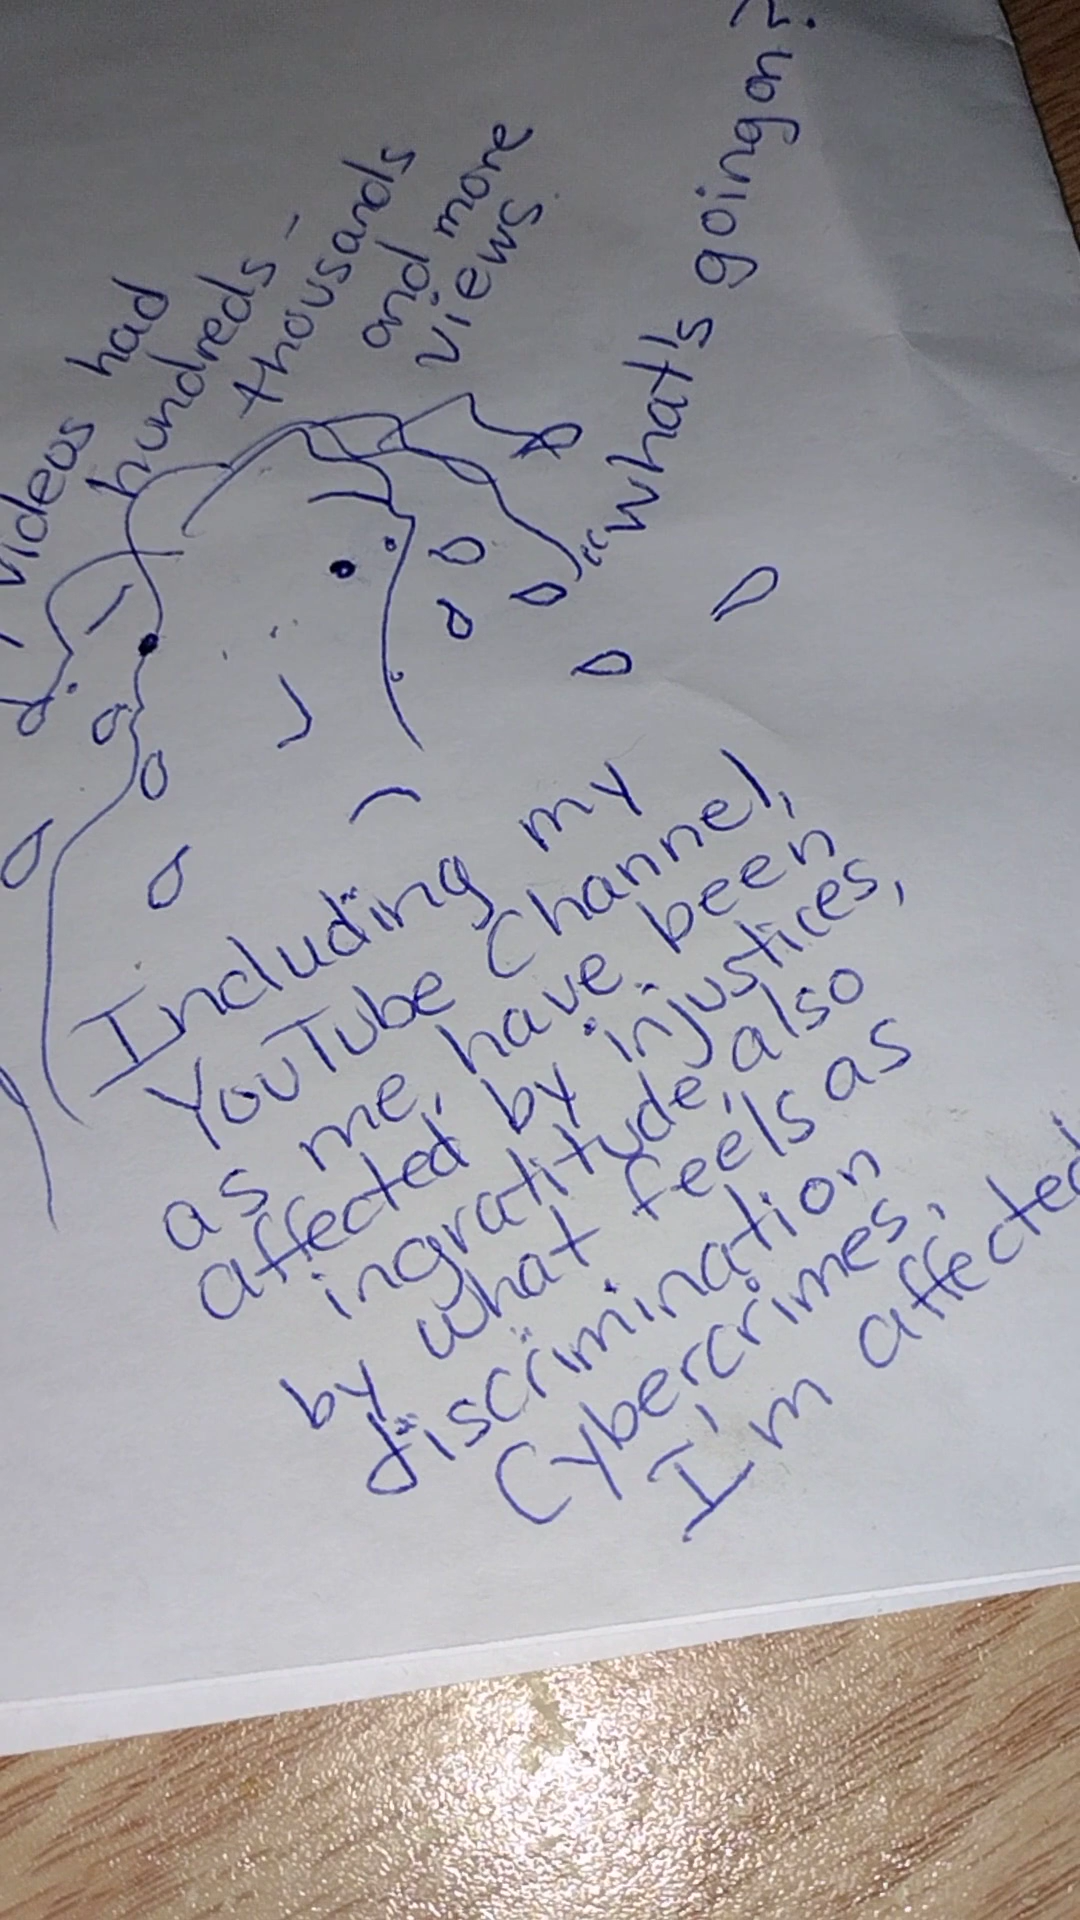 videos had
hundreds -
thousands
and more
views.
"what's going on?
Including my
YouTube Channel,
as me, have been
affected by injustices,
ingratitude, also
by what feels as
discrimination
Cybercrimes,
I'm affected